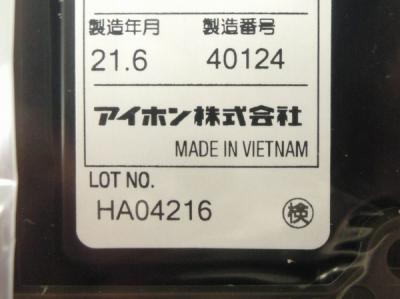 製造年月 製造番号
21.6 40124
アイホン株式会社
MADE IN VIETNAM
LOT NO.
HA04216 検